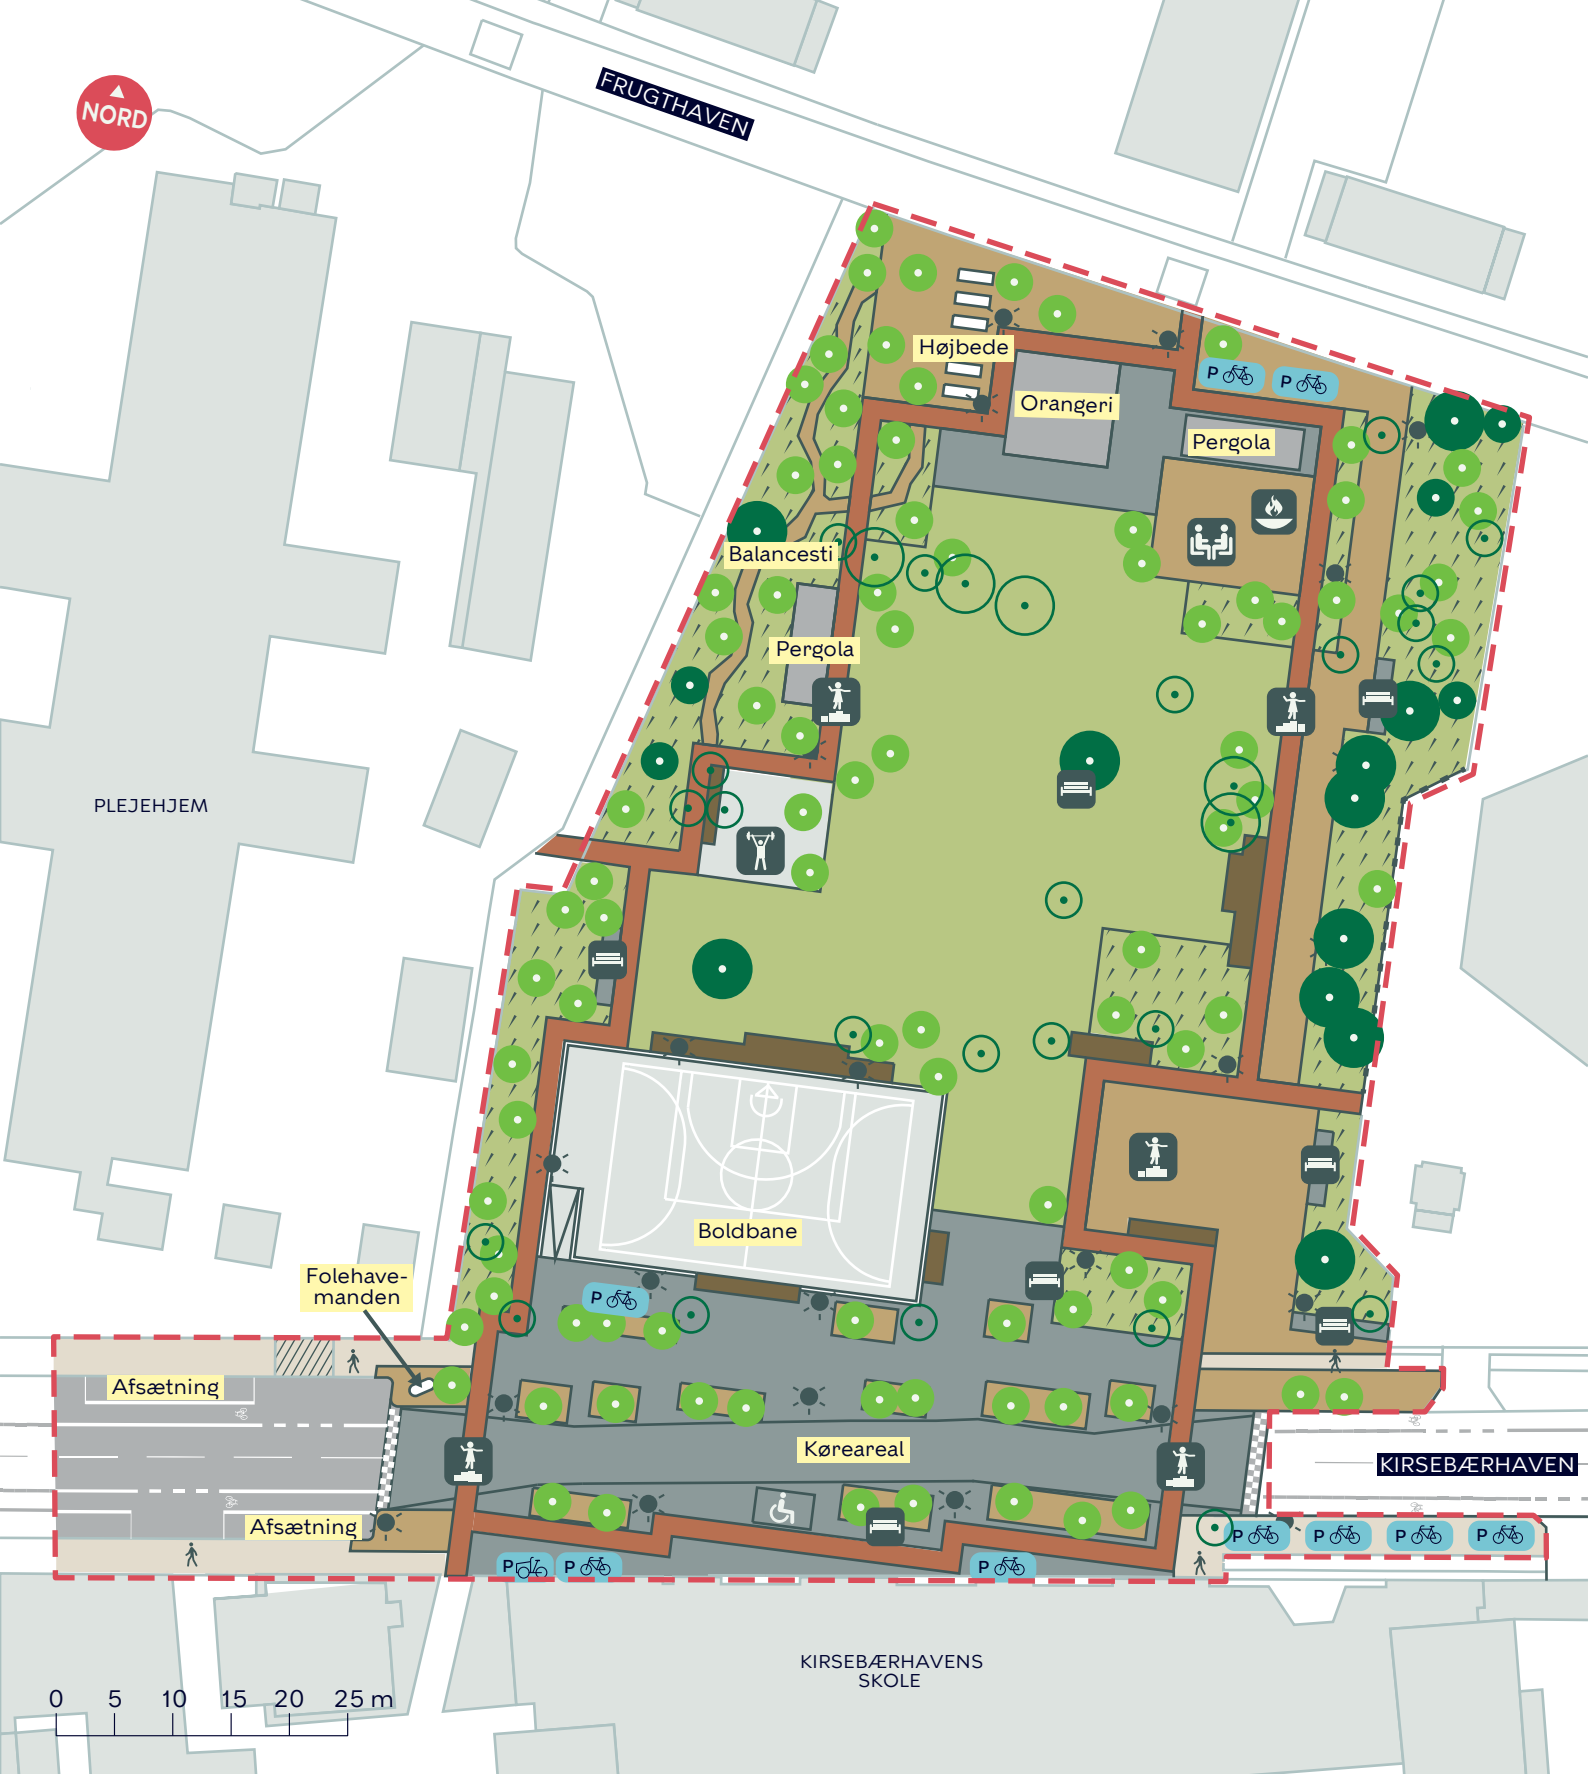 FRUGTHAVEN
NORD
Højbede
P
P
Orangeri
Pergola
Balancesti
Pergola
PLEJEHJEM
Boldbane
Folehave-
manden
P
Afsætning
Køreareal
KIRSEBÆRHAVEN
Afsætning
P
P
P
P
P
P
P
KIRSEBÆRHAVENS
SKOLE
0 5 10 15 20 25 m